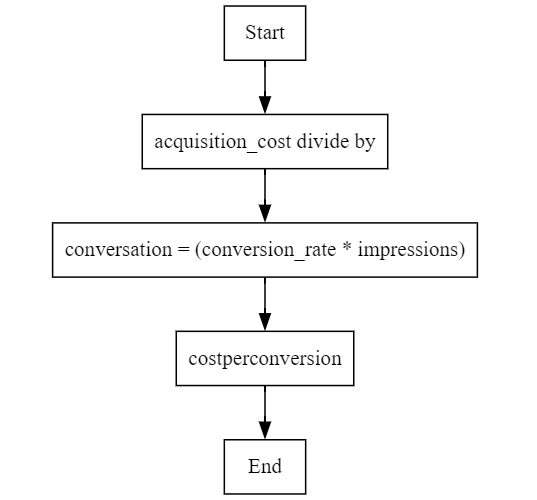 Start
acquisition_cost divide by
conversation = (conversion_rate * impressions)
costperconversion
End